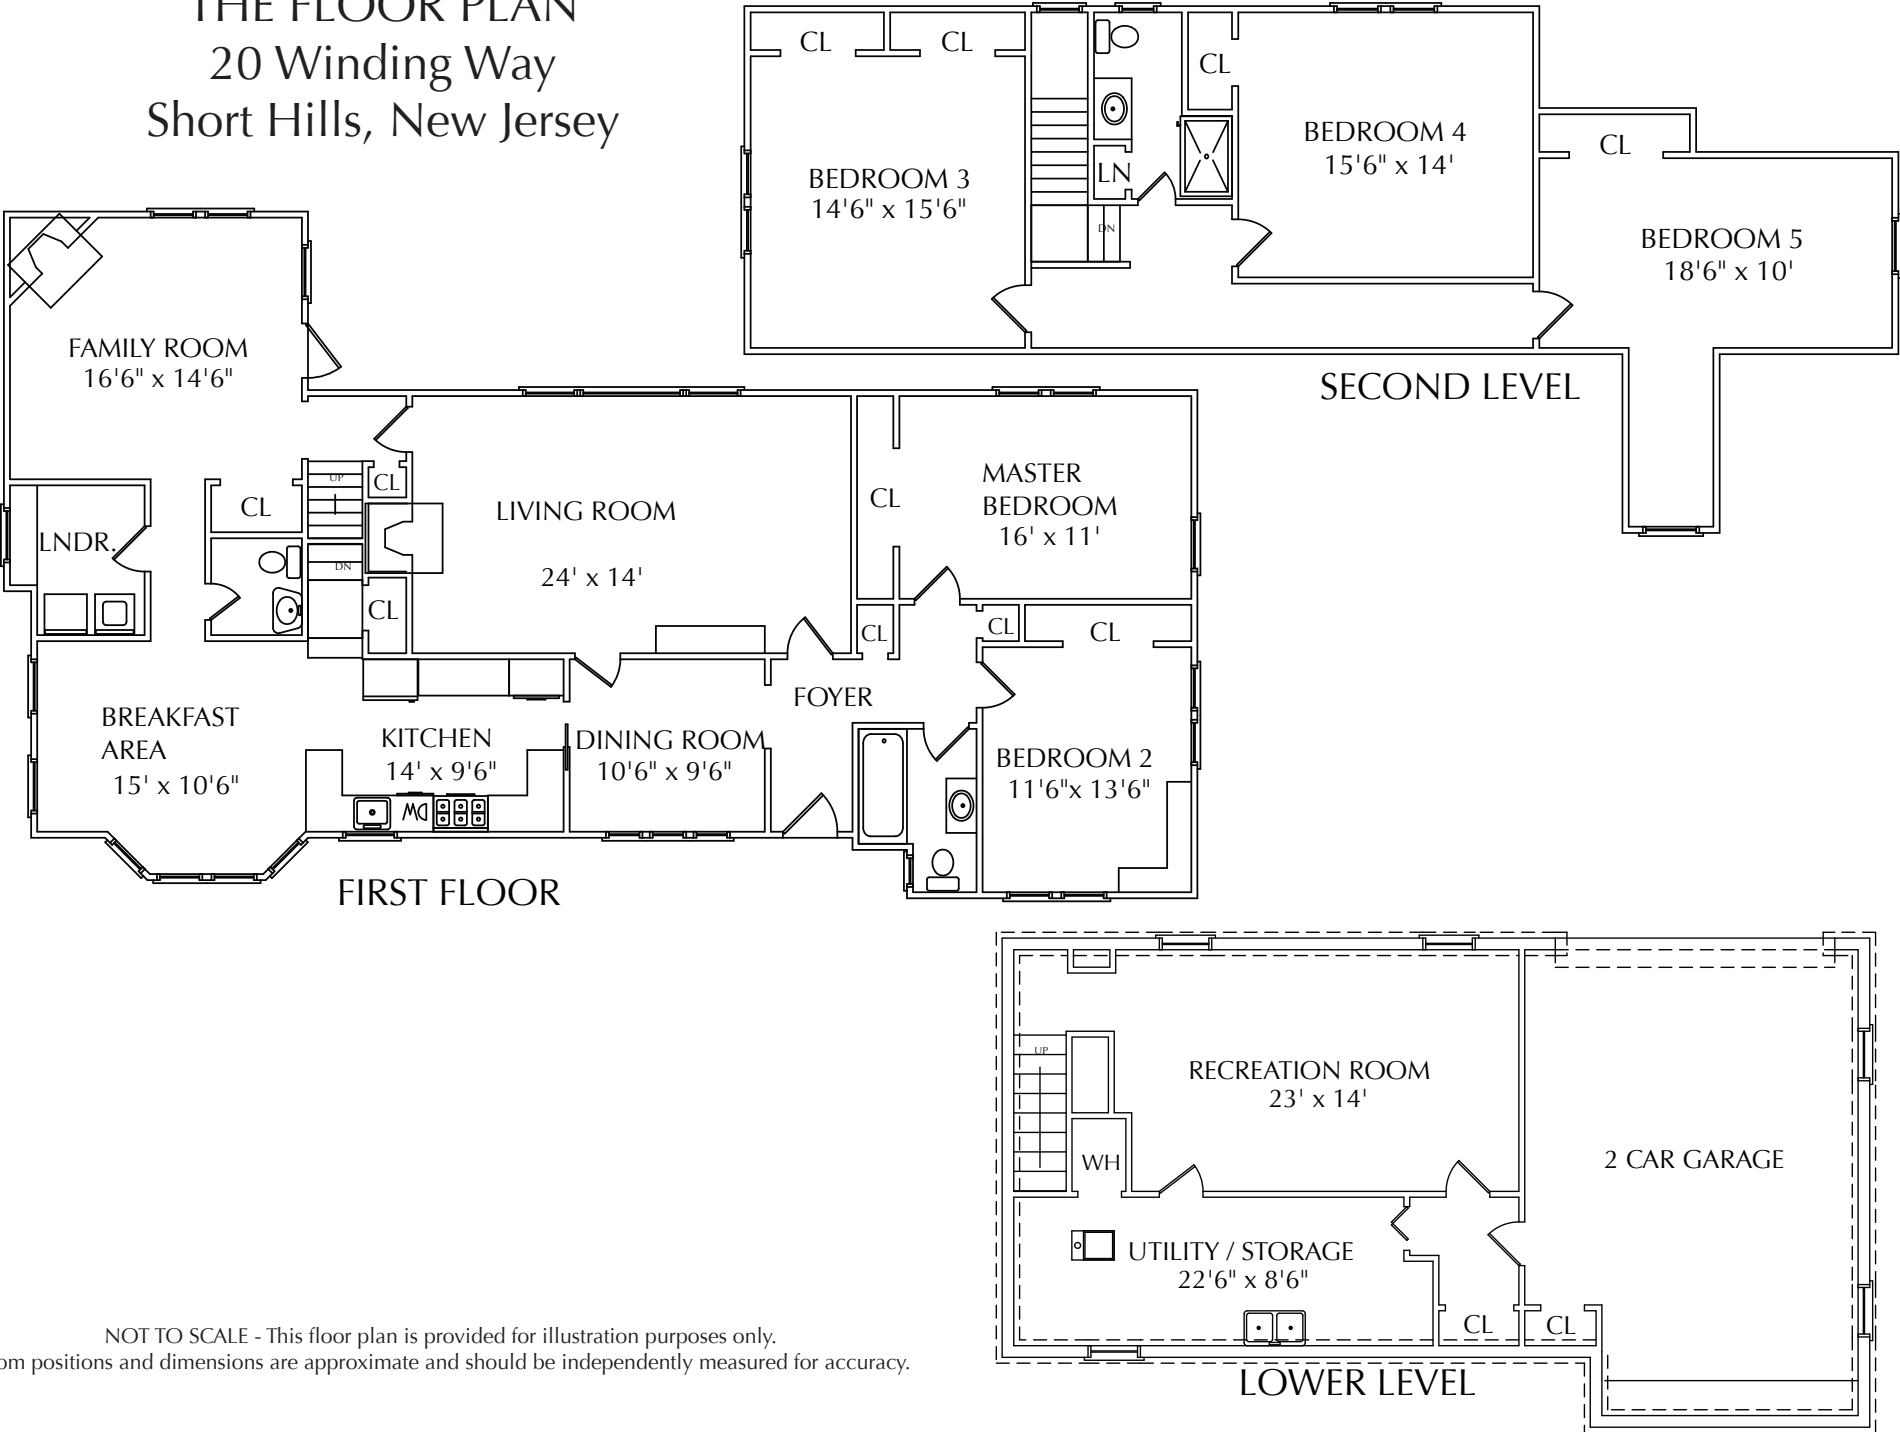 THE FLOOR PLAN
20 Winding Way
Short Hills, New Jersey
CL
CL
CL
BEDROOM 4
15'6" x 14'
CL
BEDROOM 3
14'6" x 15'6"
LN
DN
BEDROOM 5
18'6" x 10'
SECOND LEVEL
FAMILY ROOM
16'6" x 14'6"
UP
CL
CL
LNDR.
DN
CL
LIVING ROOM
24' x 14'
CL
MASTER
BEDROOM
16' x 11'
CL
CL
CL
FOYER
BREAKFAST
AREA
15' x 10'6"
KITCHEN
14' x 9'6"
DW
DINING ROOM
10'6" x 9'6"
BEDROOM 2
11'6"x 13'6"
FIRST FLOOR
UP
RECREATION ROOM
23' x 14'
WH
2 CAR GARAGE
UTILITY / STORAGE
22'6" x 8'6"
CL
CL
LOWER LEVEL
NOT TO SCALE - This floor plan is provided for illustration purposes only.
om positions and dimensions are approximate and should be independently measured for accuracy.